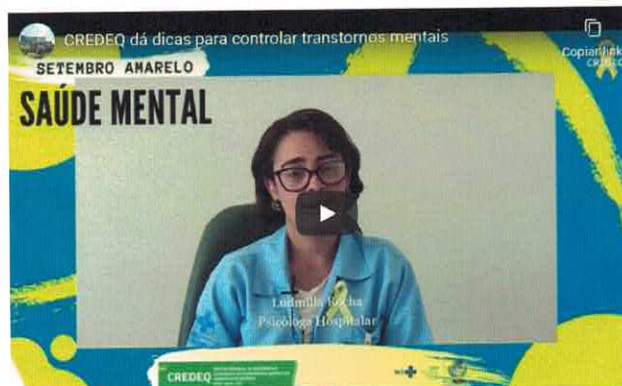 CREDEQ dá dicas para controlar transtornos mentais
Copiar link
SETEMBRO AMARELO
SAÚDE MENTAL
Ludmilla Rocha
Psicóloga Hospitalar
CREDEQ